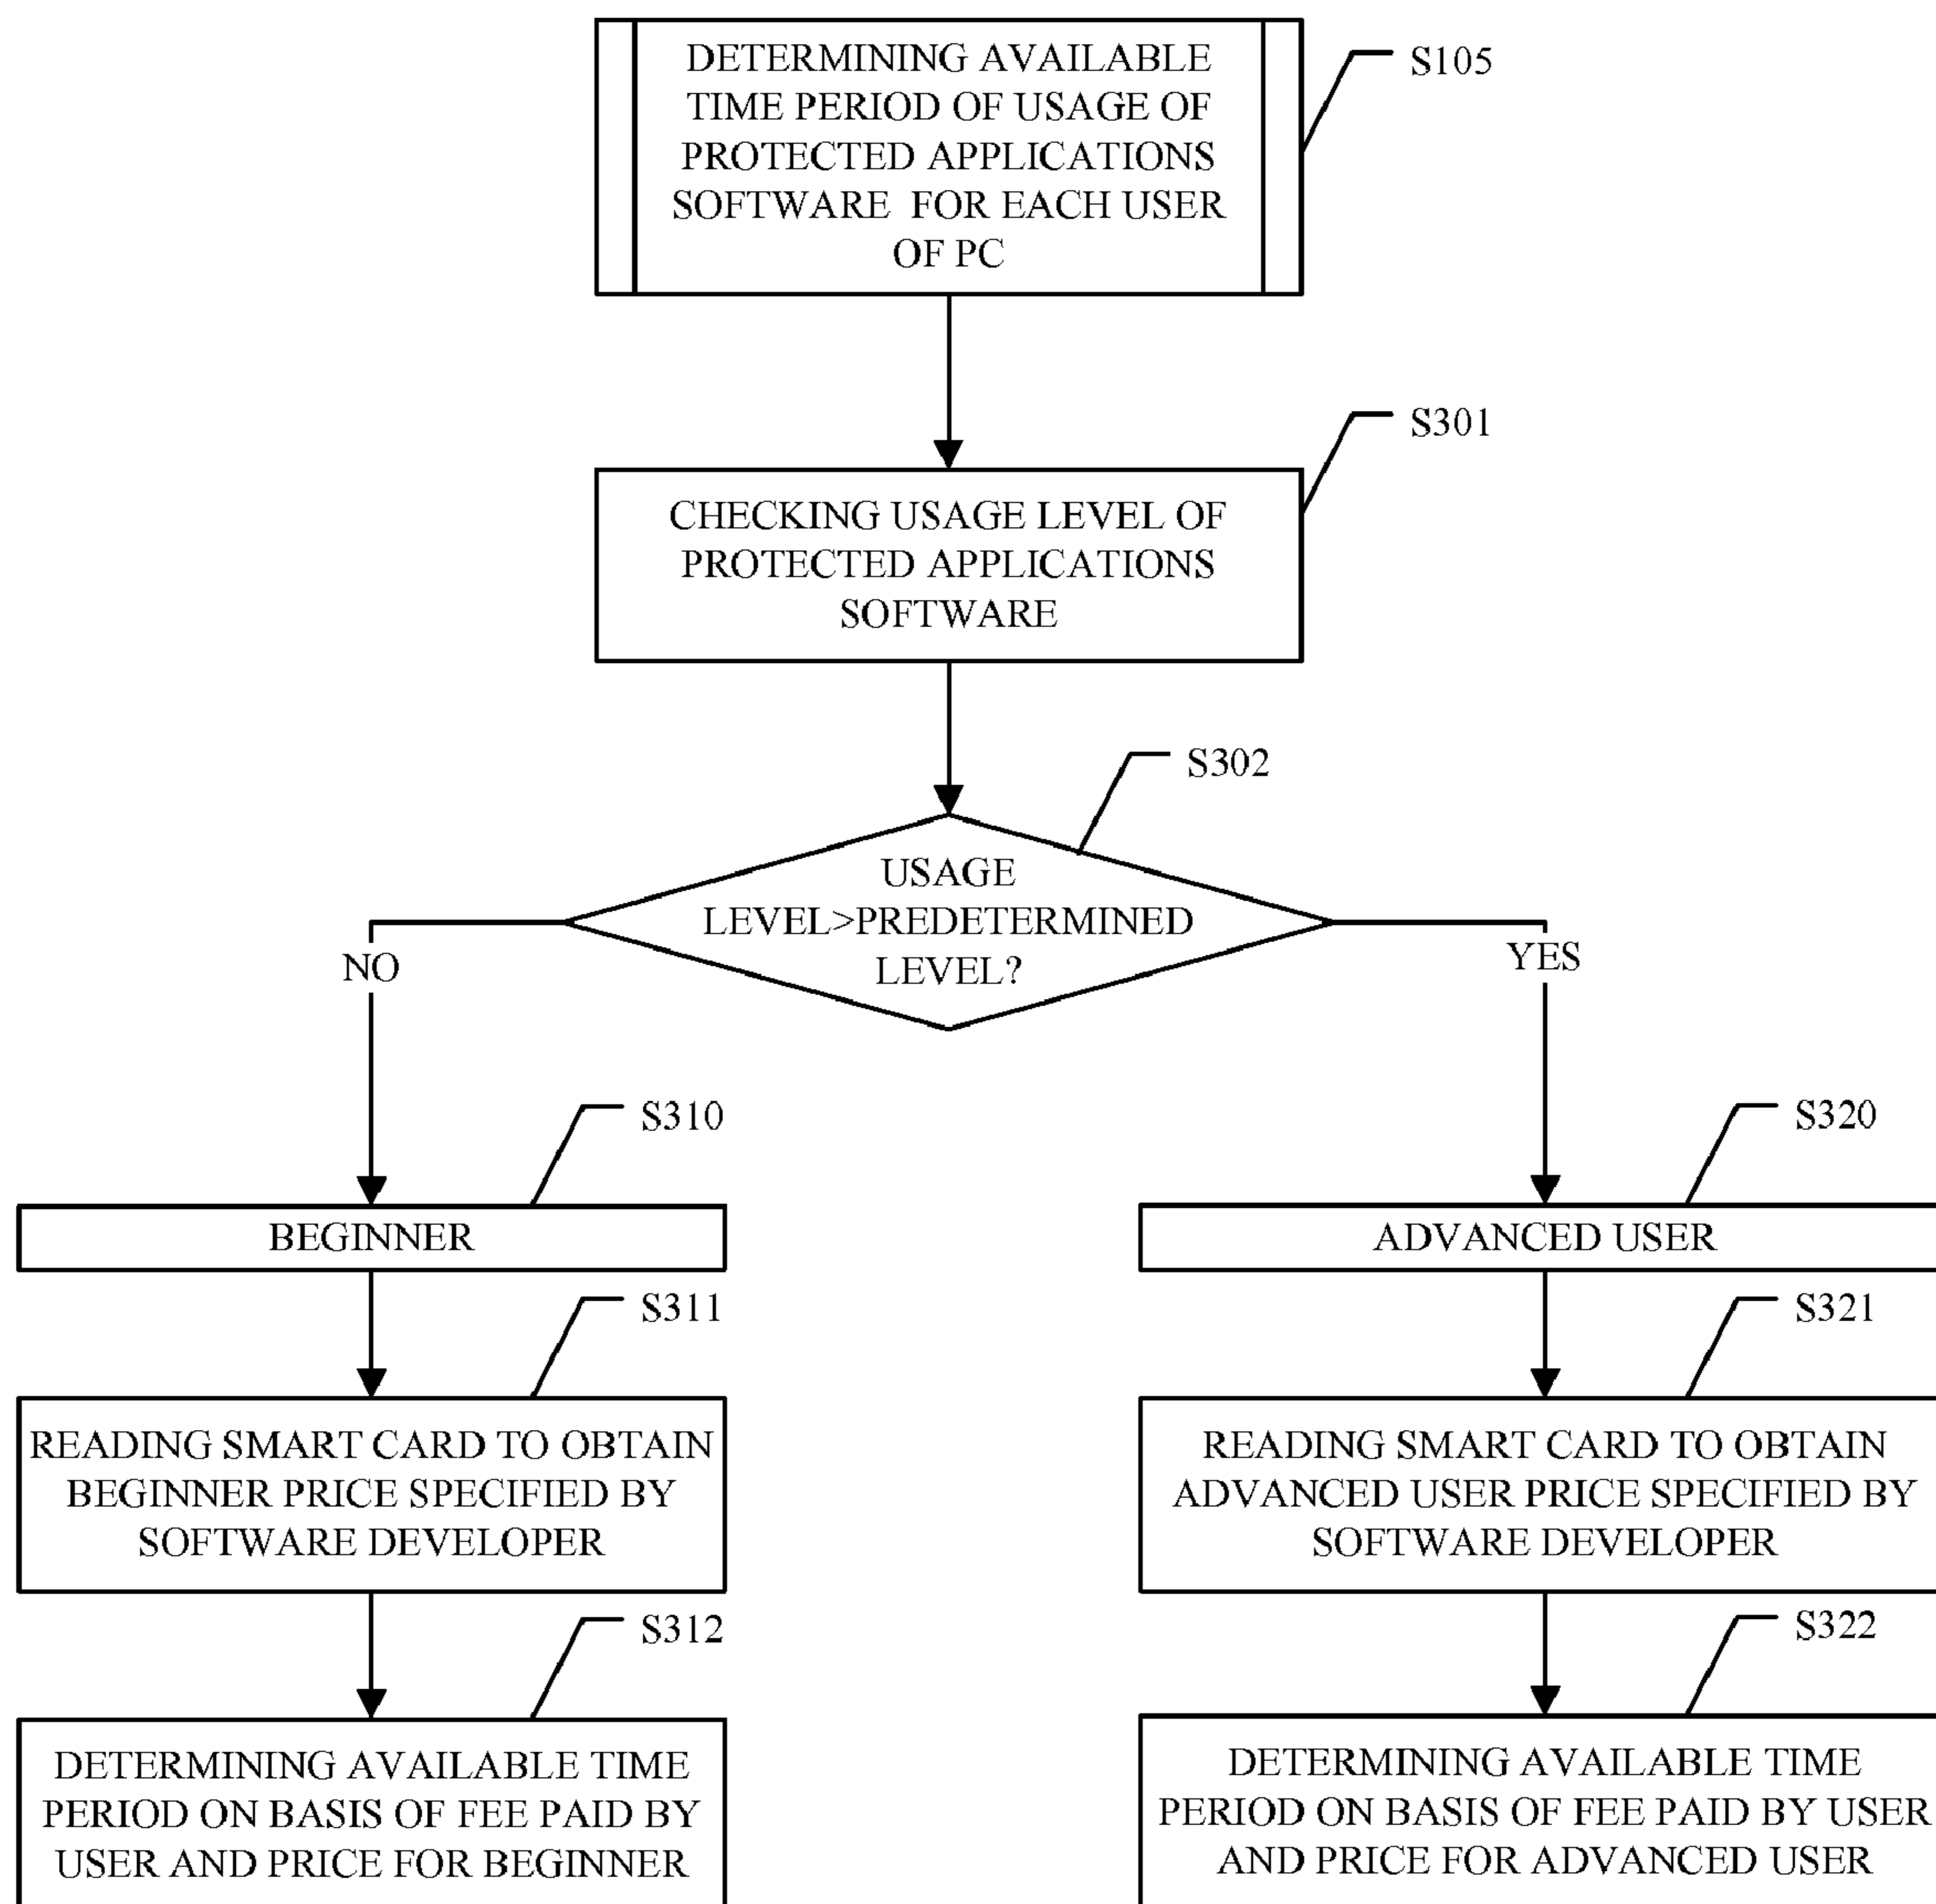 DETERMINING AVAILABLE
TIME PERIOD OF USAGE OF
PROTECTED APPLICATIONS
SOFTWARE FOR EACH USER
OF PC
S105
S301
CHECKING USAGE LEVEL OF
PROTECTED APPLICATIONS
SOFTWARE
S302
USAGE
LEVEL>PREDETERMINED
LEVEL?
NO
YES
S310
BEGINNER
S311
READING SMART CARD TO OBTAIN
BEGINNER PRICE SPECIFIED BY
SOFTWARE DEVELOPER
S312
DETERMINING AVAILABLE TIME
PERIOD ON BASIS OF FEE PAID BY
USER AND PRICE FOR BEGINNER
S320
ADVANCED USER
S321
READING SMART CARD TO OBTAIN
ADVANCED USER PRICE SPECIFIED BY
SOFTWARE DEVELOPER
S322
DETERMINING AVAILABLE TIME
PERIOD ON BASIS OF FEE PAID BY USER
AND PRICE FOR ADVANCED USER